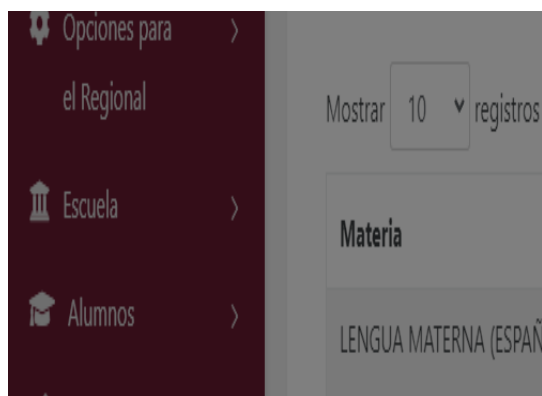 Opciones para
el Regional
Escuela
Alumnos
Mostrar 10 registros
Materia
LENGUA MATERNA (ESPAÑ